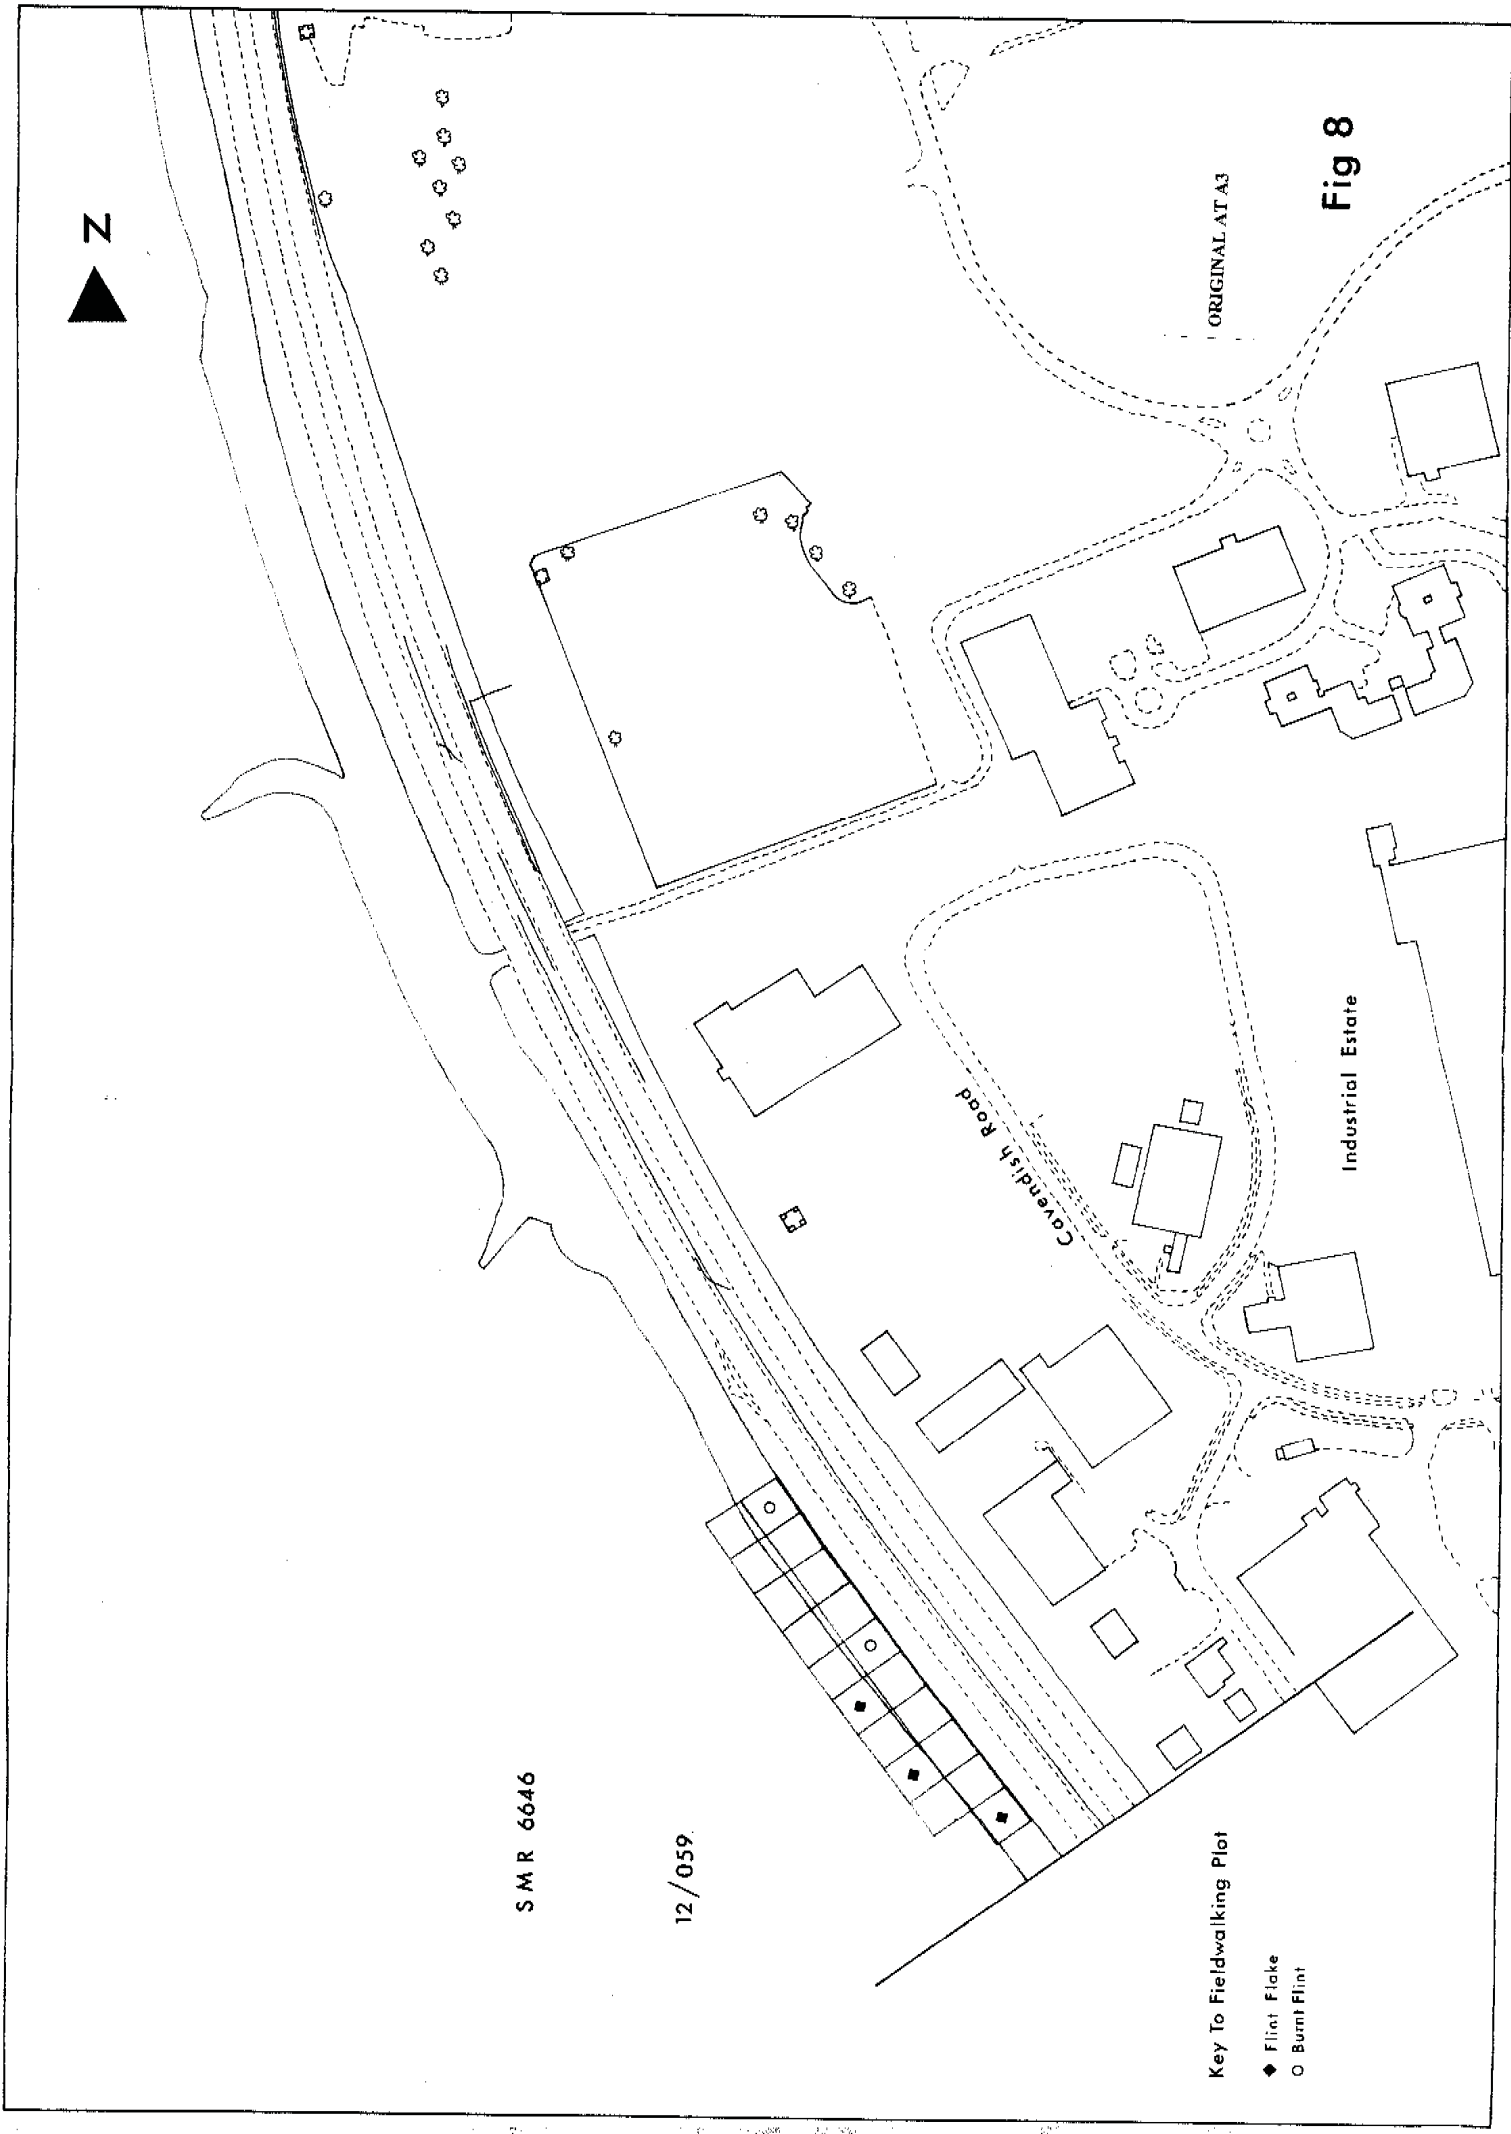 N
S M R 6646
12/059.
Cavendish Road
Industrial Estate
ORIGINAL AT A3
Fig 8
Key To Fieldwalking Plot
Flint Flake
Burnt Flint